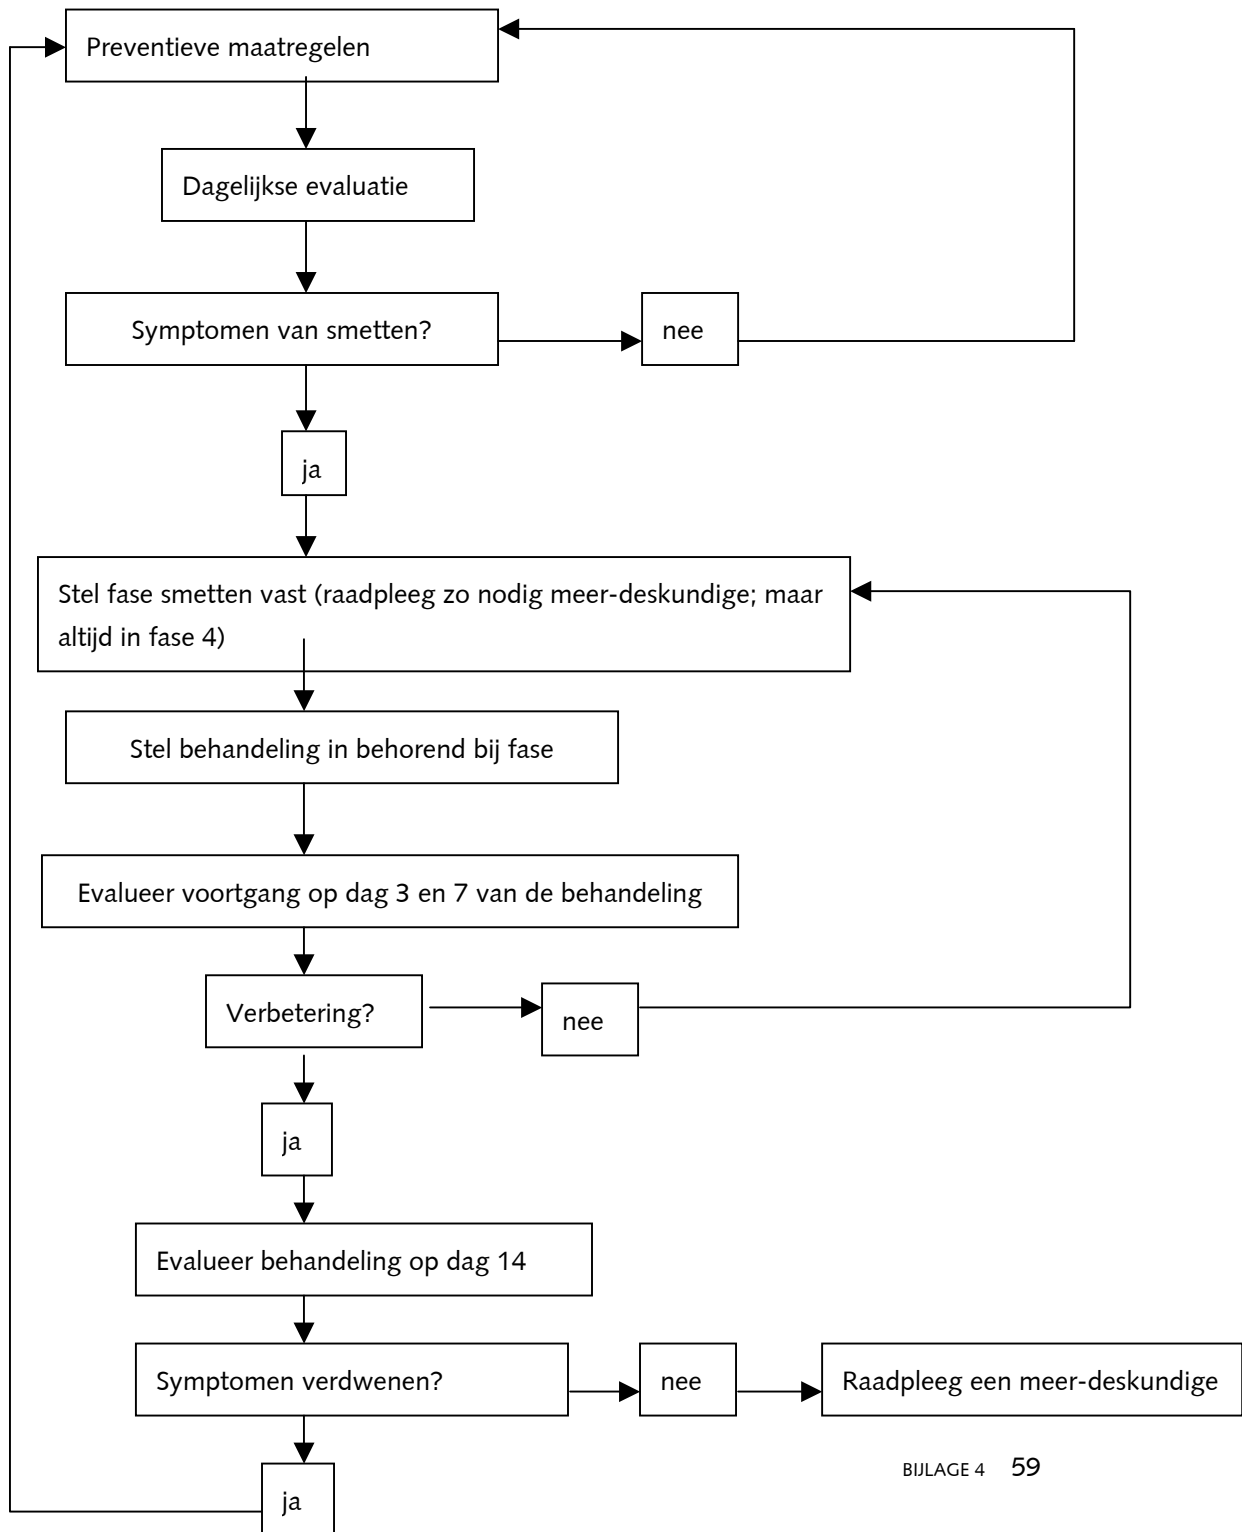 Preventieve maatregelen
Dagelijkse evaluatie
Symptomen van smetten?
nee
ja
Stel fase smetten vast (raadpleeg zo nodig meer-deskundige; maar
altijd in fase 4)
Stel behandeling in behorend bij fase
Evalueer voortgang op dag 3 en 7 van de behandeling
Verbetering?
nee
ja
Evalueer behandeling op dag 14
Symptomen verdwenen?
nee
Raadpleeg een meer-deskundige
ja
BIJLAGE 4 59